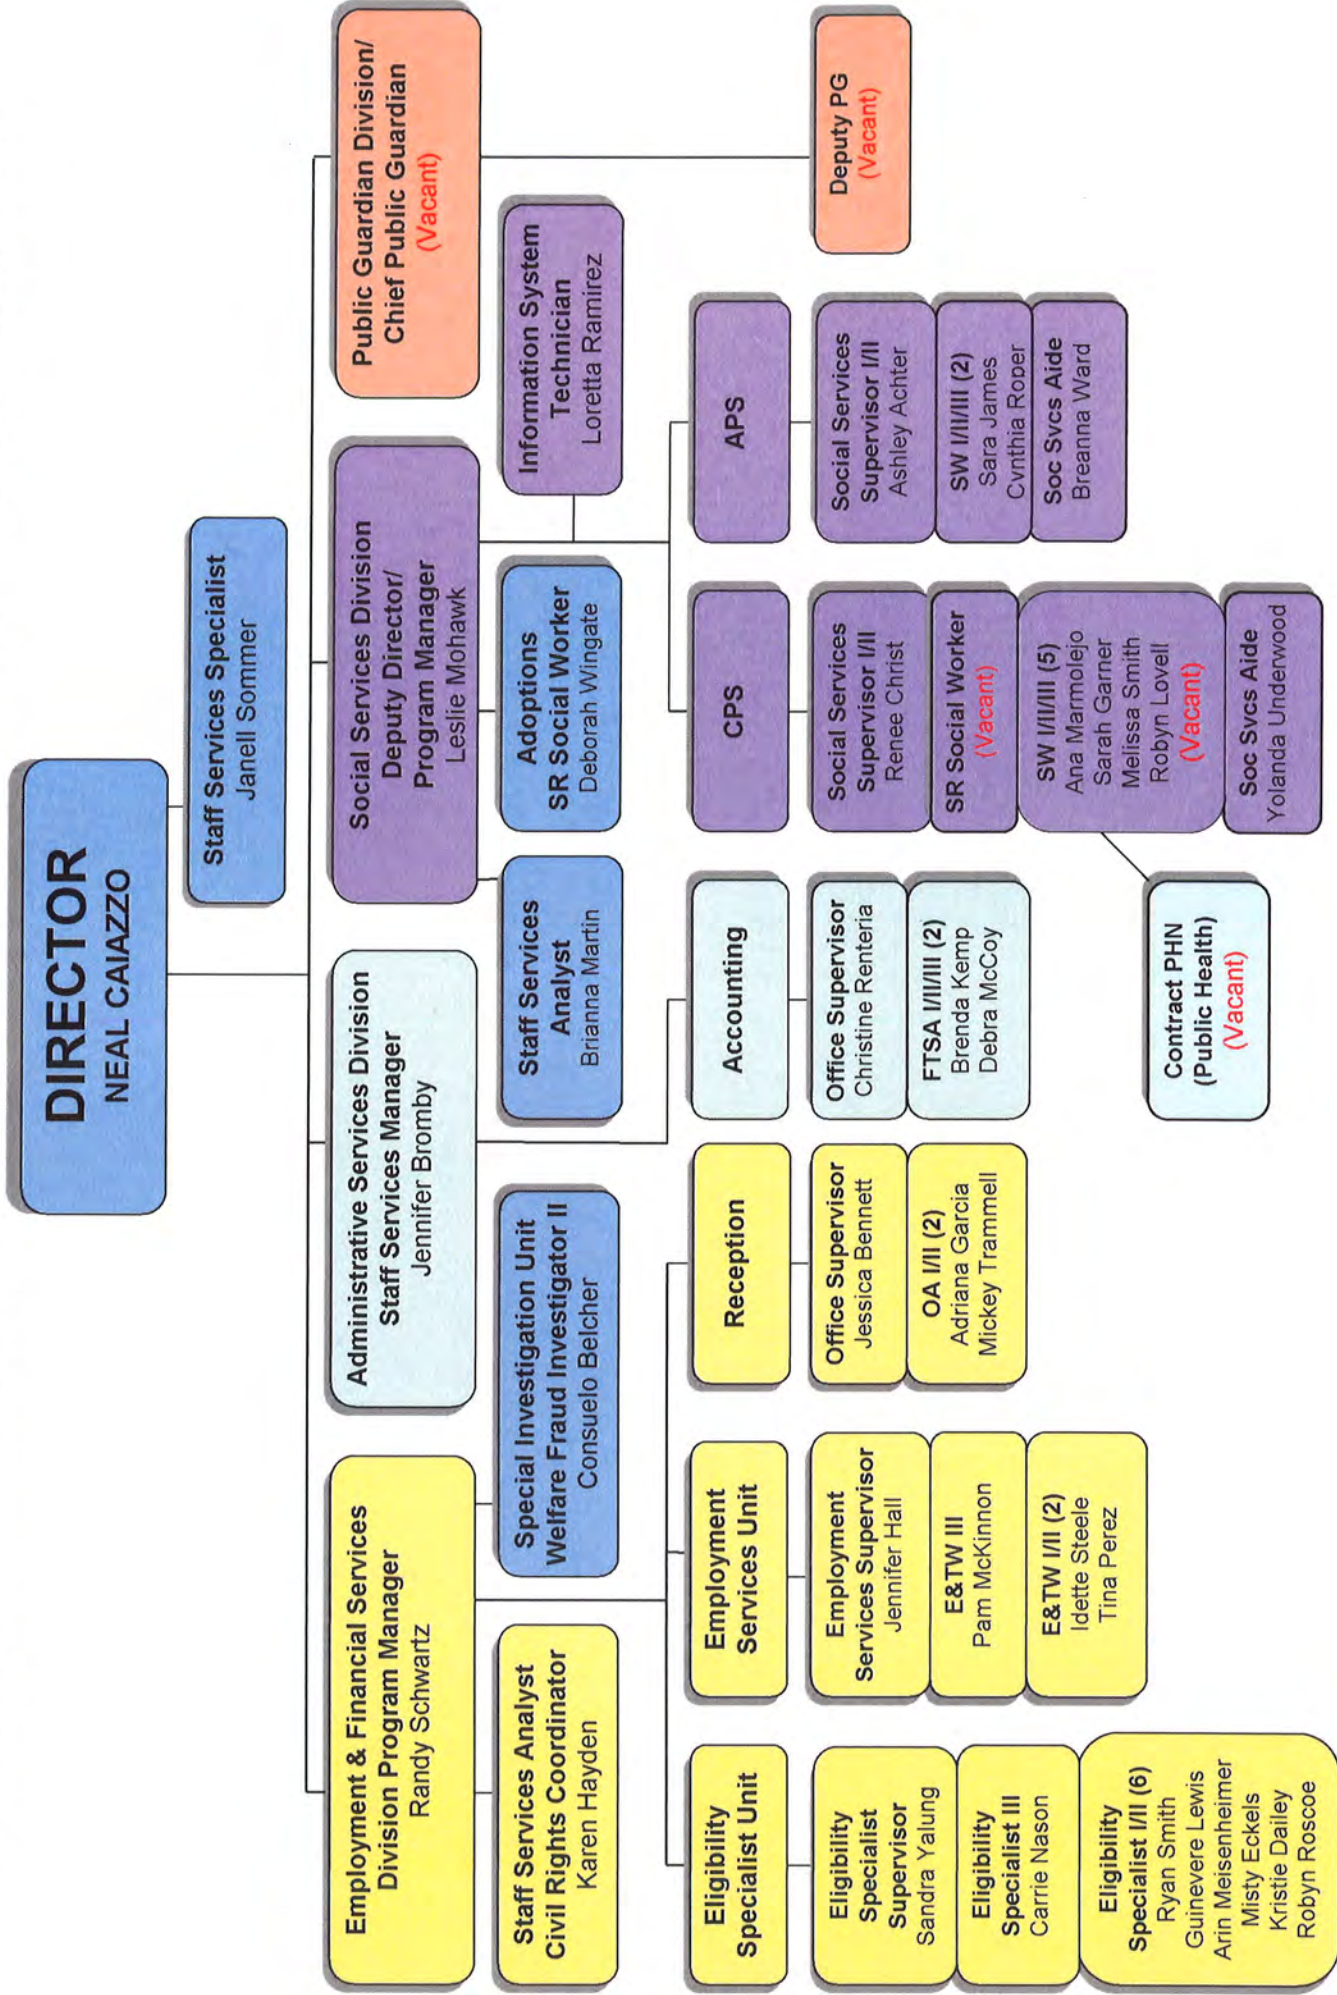 DIRECTOR
NEAL CAIAZZO
Staff Services Specialist
Janell Sommer
Employment & Financial Services
Division Program Manager
Randy Schwartz
Administrative Services Division
Staff Services Manager
Jennifer Bromby
Social Services Division
Deputy Director/
Program Manager
Leslie Mohawk
Public Guardian Division/
Chief Public Guardian
(Vacant)
Staff Services Analyst
Civil Rights Coordinator
Karen Hayden
Special Investigation Unit
Welfare Fraud Investigator II
Consuelo Belcher
Staff Services
Analyst
Brianna Martin
Adoptions
SR Social Worker
Deborah Wingate
Information System
Technician
Loretta Ramirez
Eligibility
Specialist Unit
Eligibility
Specialist
Supervisor
Sandra Yalung
Eligibility
Specialist III
Carrie Nason
Eligibility
Specialist I/II (6)
Ryan Smith
Guinevere Lewis
Arin Meisenheimer
Misty Eckels
Kristie Dailey
Robyn Roscoe
Employment
Services Unit
Employment
Services Supervisor
Jennifer Hall
E&TW III
Pam McKinnon
E&TW I/II (2)
Idette Steele
Tina Perez
Reception
Office Supervisor
Jessica Bennett
OA I/II (2)
Adriana Garcia
Mickey Trammell
Accounting
Office Supervisor
Christine Renteria
FTSA I/II/III (2)
Brenda Kemp
Debra McCoy
Contract PHN
(Public Health)
(Vacant)
CPS
Social Services
Supervisor I/II
Renee Christ
SR Social Worker
(Vacant)
SW I/II/III (5)
Ana Marmolejo
Sarah Garner
Melissa Smith
Robyn Lovell
(Vacant)
Soc Svcs Aide
Yolanda Underwood
APS
Social Services
Supervisor I/II
Ashley Achter
SW I/II/III (2)
Sara James
Cvnthia Roper
Soc Svcs Aide
Breanna Ward
Deputy PG
(Vacant)